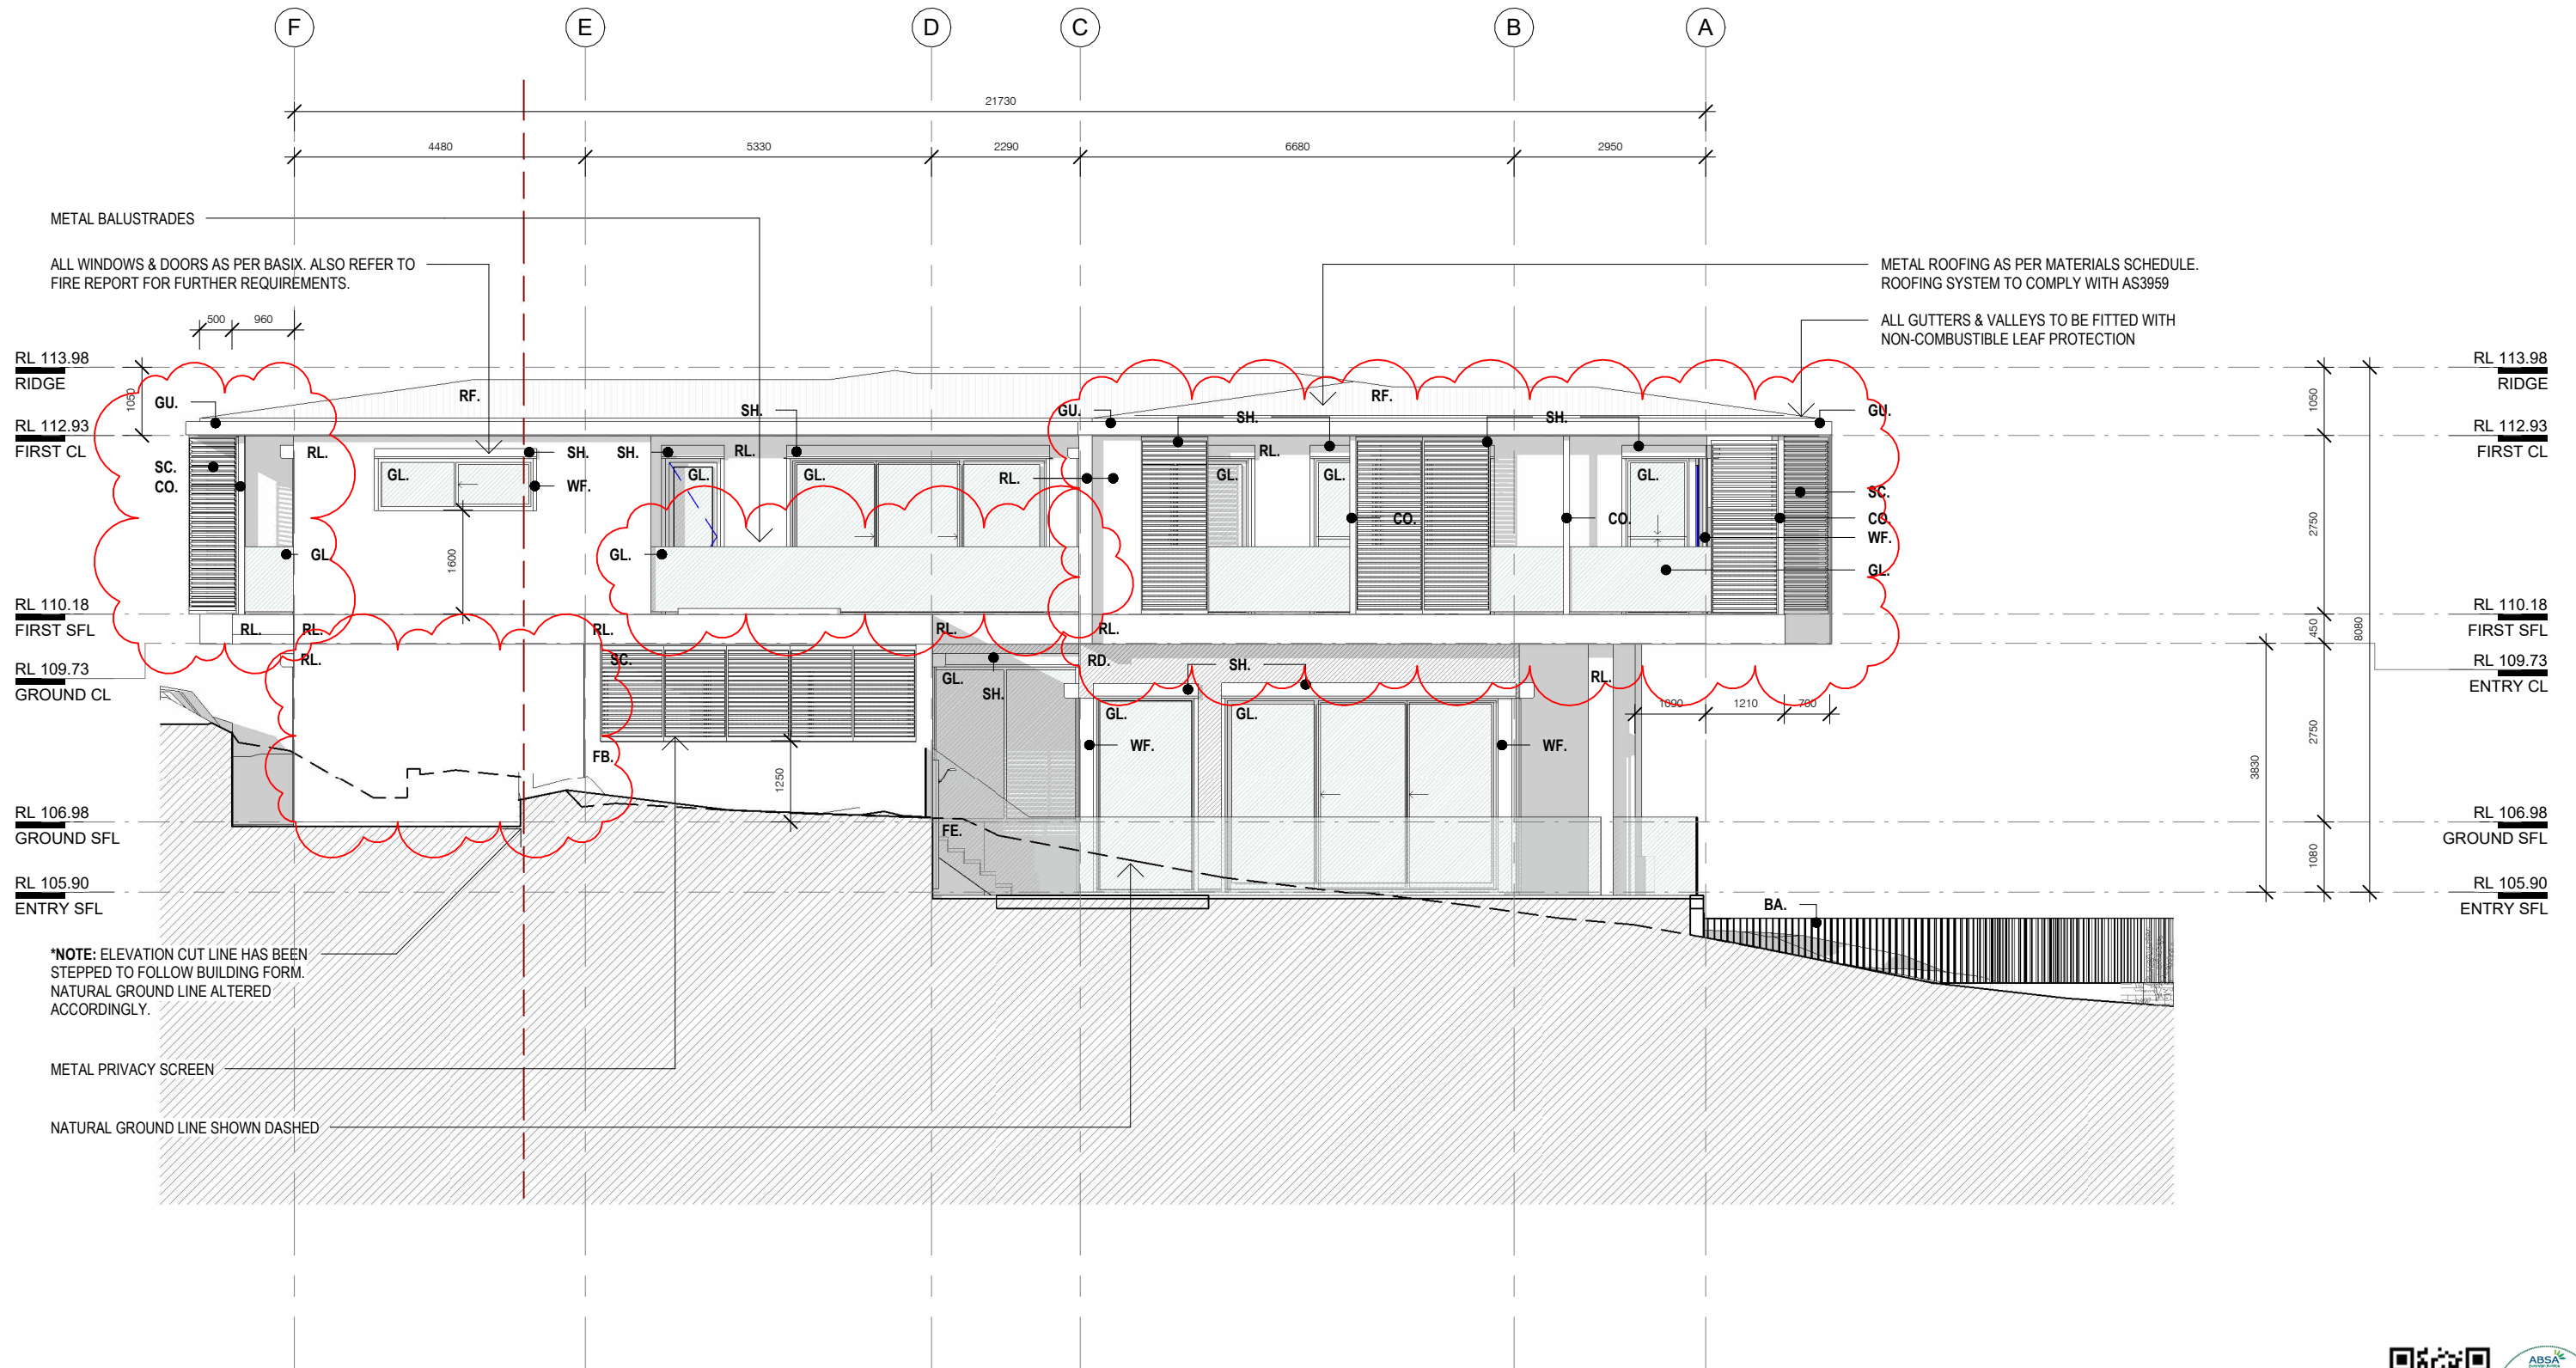 F
E
D
C
B
A
21730
4480
5330
2290
6680
2950
METAL BALUSTRADES
ALL WINDOWS & DOORS AS PER BASIX. ALSO REFER TO
FIRE REPORT FOR FURTHER REQUIREMENTS.
METAL ROOFING AS PER MATERIALS SCHEDULE.
ROOFING SYSTEM TO COMPLY WITH AS3959
ALL GUTTERS & VALLEYS TO BE FITTED WITH
NON-COMBUSTIBLE LEAF PROTECTION
500
960
RL 113.98
RIDGE
RL 113.98
RIDGE
1050
1050
GU.
RF.
SH.
GU.
SH.
RF.
SH.
GU.
RL 112.93
FIRST CL
RL 112.93
FIRST CL
RL.
SH.
SH.
RL.
RL.
SC.
CO.
GL.
WF.
GL.
GL.
RL.
GL.
GL.
GL.
SC.
CO.
CO.
CO.
WF.
GL.
GL.
GL.
1600
2750
RL 110.18
FIRST SFL
RL 110.18
FIRST SFL
RL.
RL.
RL.
RL.
RL.
450
8080
RL 109.73
GROUND CL
RL 109.73
ENTRY CL
RL.
SC.
RD.
SH.
RL.
GL.
SH.
GL.
GL.
1090
1210
700
WF.
WF.
FB.
1250
2750
3830
RL 106.98
GROUND SFL
RL 106.98
GROUND SFL
FE.
1080
RL 105.90
ENTRY SFL
RL 105.90
ENTRY SFL
BA.
*NOTE: ELEVATION CUT LINE HAS BEEN
STEPPED TO FOLLOW BUILDING FORM.
NATURAL GROUND LINE ALTERED
ACCORDINGLY.
METAL PRIVACY SCREEN
NATURAL GROUND LINE SHOWN DASHED
ABSA